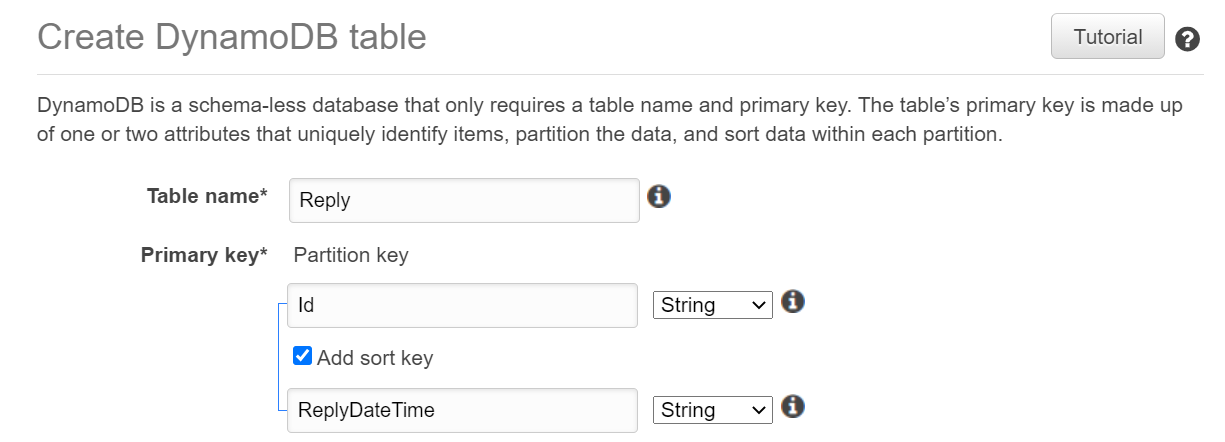 Create DynamoDB table
Tutorial
DynamoDB is a schema-less database that only requires a table name and primary key. The table’s primary key is made up
of one or two attributes that uniquely identify items, partition the data, and sort data within each partition.
Table name* Reply
Primary key* Partition key
Id String
Add sort key
ReplyDateTime String